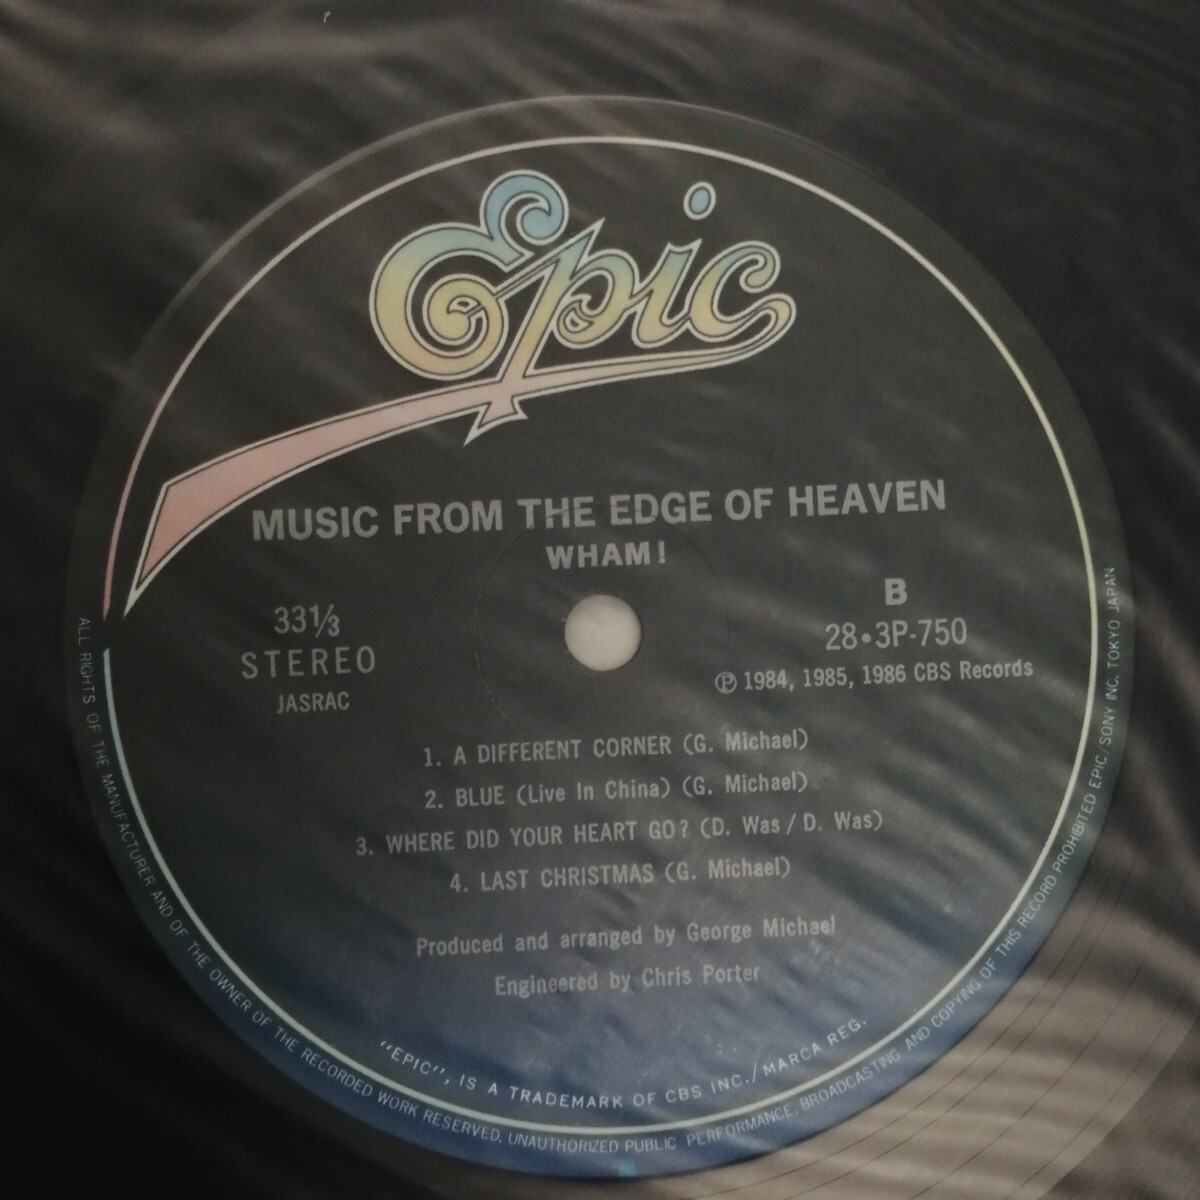 Epic
MUSIC FROM THE EDGE OF HEAVEN
WHAM!
33⅓
STEREO
JASRAC
B
28・3P-750
Ⓟ 1984, 1985, 1986 CBS Records
1. A DIFFERENT CORNER (G. Michael)
2. BLUE (Live In China) (G. Michael)
3. WHERE DID YOUR HEART GO? (D. Was / D. Was)
4. LAST CHRISTMAS (G. Michael)
Produced and arranged by George Michael
Engineered by Chris Porter
"EPIC", IS A TRADEMARK OF CBS INC./MARCA REG.
ALL RIGHTS OF THE MANUFACTURER AND OF THE OWNER OF THE RECORDED WORK RESERVED. UNAUTHORIZED PUBLIC PERFORMANCE, BROADCASTING AND COPYING OF THIS RECORD PROHIBITED EPIC/SONY INC. TOKYO JAPAN